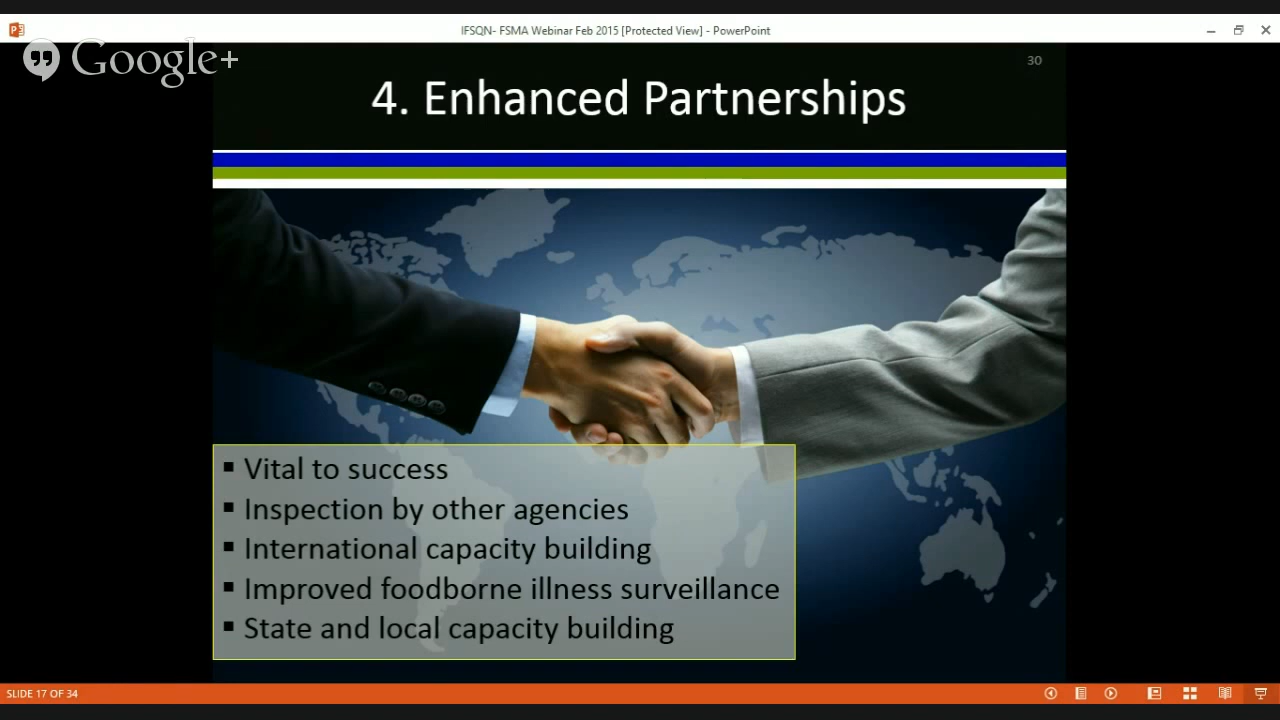 IFSQN- FSMA Webinar Feb 2015 [Protected View] - PowerPoint
Google+
30
4. Enhanced Partnerships
▪ Vital to success
▪ Inspection by other agencies
▪ International capacity building
▪ Improved foodborne illness surveillance
▪ State and local capacity building
SLIDE 17 OF 34